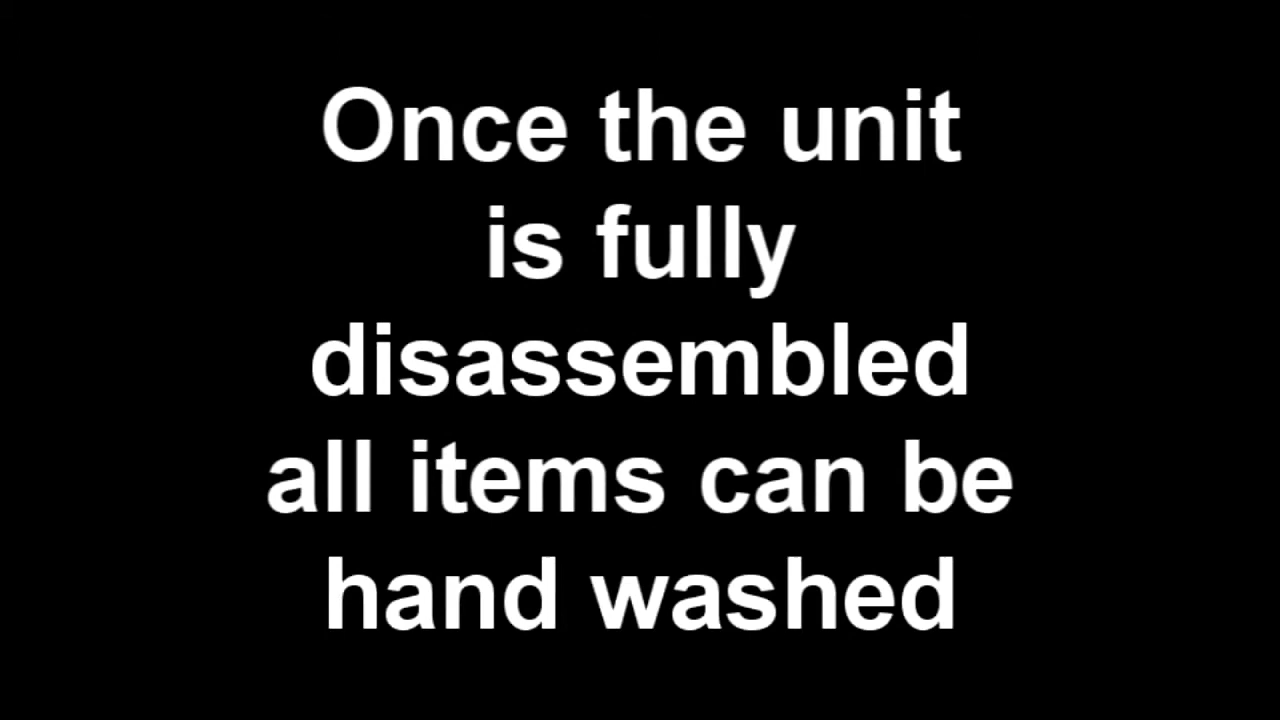 Once the unit
is fully
disassembled
all items can be
hand washed